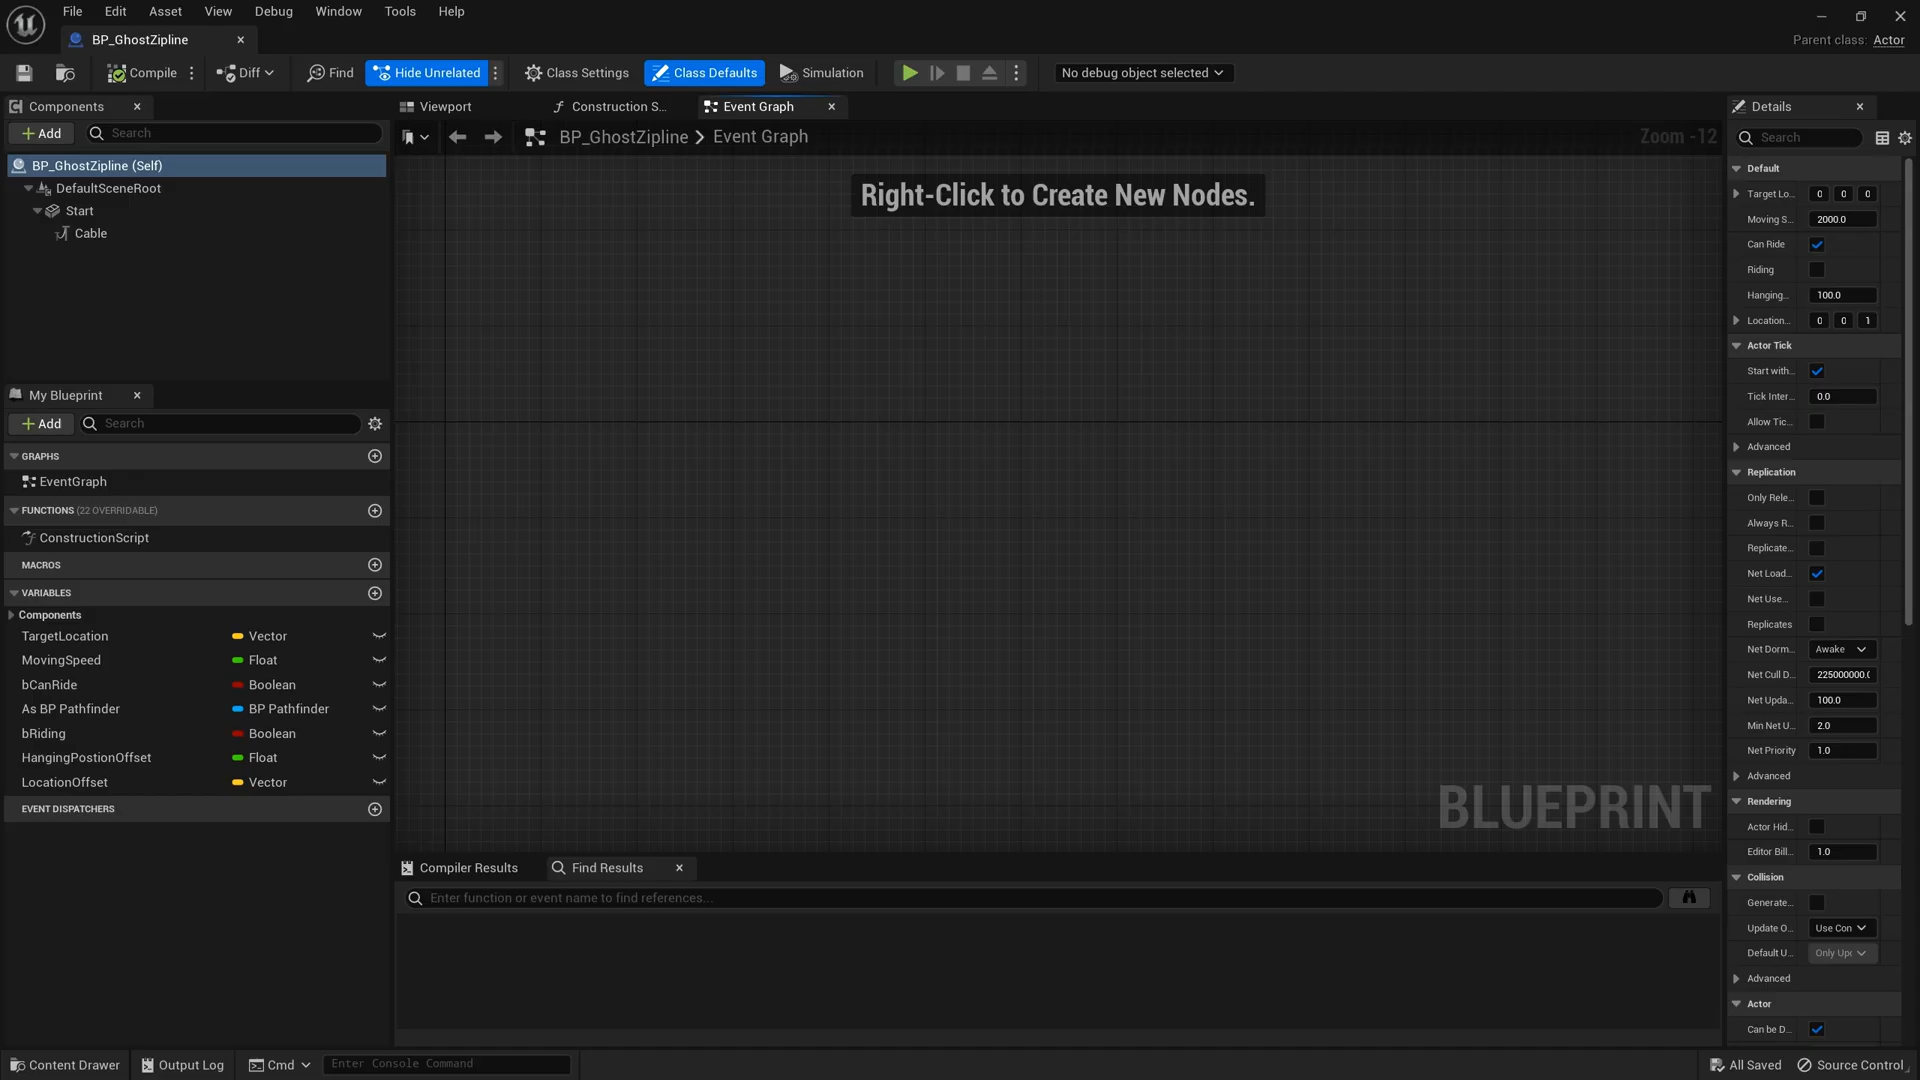 File Edit Asset View Debug Window Tools Help
BP_GhostZipline
Parent class: Actor
Compile Diff Find Hide Unrelated Class Settings Class Defaults Simulation No debug object selected
Components
Add Search
BP_GhostZipline (Self)
DefaultSceneRoot
Start
Cable
My Blueprint
Add Search
GRAPHS
EventGraph
FUNCTIONS (22 OVERRIDABLE)
ConstructionScript
MACROS
VARIABLES
Components
TargetLocation Vector
MovingSpeed Float
bCanRide Boolean
As BP Pathfinder BP Pathfinder
bRiding Boolean
HangingPostionOffset Float
LocationOffset Vector
EVENT DISPATCHERS
Viewport Construction S... Event Graph
BP_GhostZipline > Event Graph Zoom -12
Right-Click to Create New Nodes.
BLUEPRINT
Compiler Results Find Results
Enter function or event name to find references...
Details
Search
Default
Target Lo... 0 0 0
Moving S... 2000.0
Can Ride
Riding
Hanging... 100.0
Location... 0 0 1
Actor Tick
Start with...
Tick Inter... 0.0
Allow Tic...
Advanced
Replication
Only Rele...
Always R...
Replicate...
Net Load...
Net Use...
Replicates
Net Dorm... Awake
Net Cull D... 225000000.
Net Upda... 100.0
Min Net U... 2.0
Net Priority 1.0
Advanced
Rendering
Actor Hid...
Editor Bill... 1.0
Collision
Generate...
Update O... Use Con
Default U... Only Up
Advanced
Actor
Can be D...
Content Drawer Output Log Cmd Enter Console Command All Saved Source Control